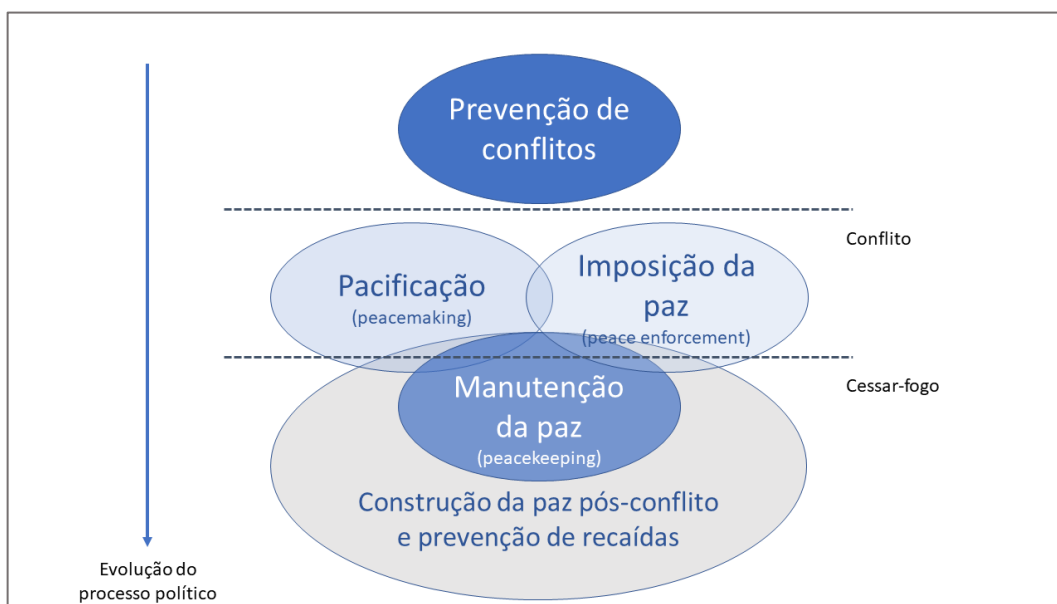 Prevenção de
conflitos
Conflito
Pacificação
(peacemaking)
Imposição da
paz
(peace enforcement)
Cessar-fogo
Manutenção
da paz
(peacekeeping)
Construção da paz pós-conflito
e prevenção de recaídas
Evolução do
processo político